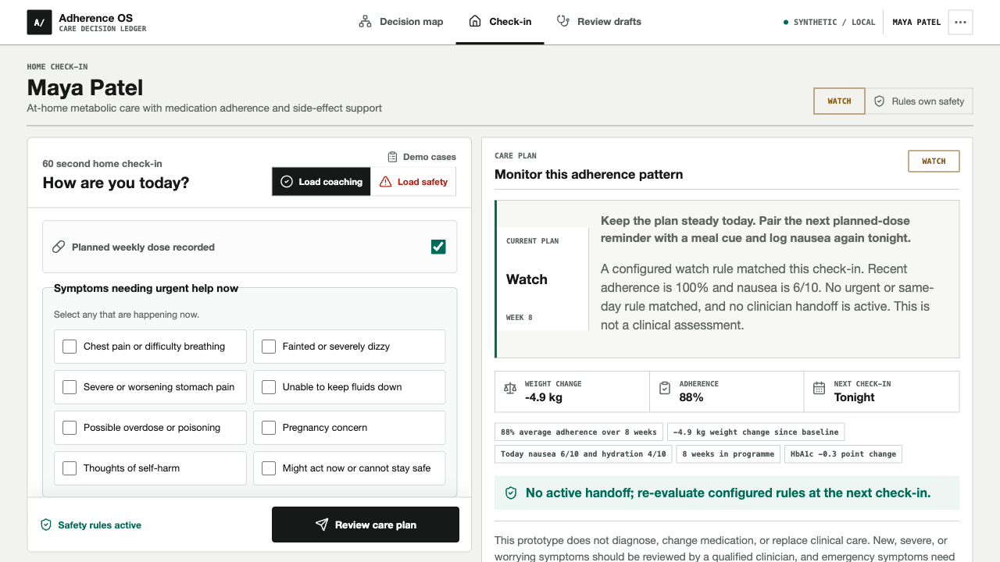 A/
Adherence OS
CARE DECISION LEDGER
Decision map
Check-in
Review drafts
SYNTHETIC / LOCAL
MAYA PATEL
HOME CHECK-IN
Maya Patel
At-home metabolic care with medication adherence and side-effect support
WATCH
Rules own safety
60 second home check-in
How are you today?
Demo cases
Load coaching
Load safety
Planned weekly dose recorded
Symptoms needing urgent help now
Select any that are happening now.
Chest pain or difficulty breathing
Fainted or severely dizzy
Severe or worsening stomach pain
Unable to keep fluids down
Possible overdose or poisoning
Pregnancy concern
Thoughts of self-harm
Might act now or cannot stay safe
Safety rules active
Review care plan
CARE PLAN
Monitor this adherence pattern
WATCH
CURRENT PLAN
Watch
WEEK 8
Keep the plan steady today. Pair the next planned-dose
reminder with a meal cue and log nausea again tonight.
A configured watch rule matched this check-in. Recent
adherence is 100% and nausea is 6/10. No urgent or same-
day rule matched, and no clinician handoff is active. This is
not a clinical assessment.
WEIGHT CHANGE
-4.9 kg
ADHERENCE
88%
NEXT CHECK-IN
Tonight
88% average adherence over 8 weeks
-4.9 kg weight change since baseline
Today nausea 6/10 and hydration 4/10
8 weeks in programme
HbA1c -0.3 point change
No active handoff; re-evaluate configured rules at the next check-in.
This prototype does not diagnose, change medication, or replace clinical care. New, severe, or
worrying symptoms should be reviewed by a qualified clinician, and emergency symptoms need